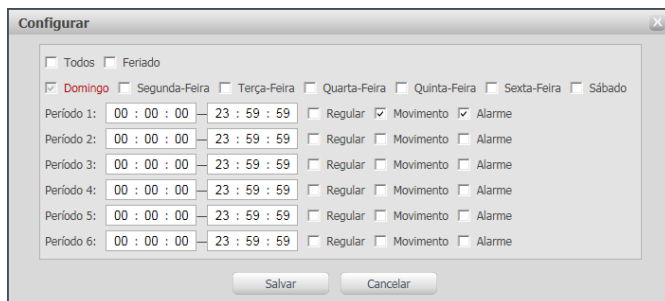 Configurar
Todos Feriado
Domingo Segunda-Feira Terça-Feira Quarta-Feira Quinta-Feira Sexta-Feira Sábado
Período 1: 00 : 00 : 00 — 23 : 59 : 59 Regular Movimento Alarme
Período 2: 00 : 00 : 00 — 23 : 59 : 59 Regular Movimento Alarme
Período 3: 00 : 00 : 00 — 23 : 59 : 59 Regular Movimento Alarme
Período 4: 00 : 00 : 00 — 23 : 59 : 59 Regular Movimento Alarme
Período 5: 00 : 00 : 00 — 23 : 59 : 59 Regular Movimento Alarme
Período 6: 00 : 00 : 00 — 23 : 59 : 59 Regular Movimento Alarme
Salvar Cancelar